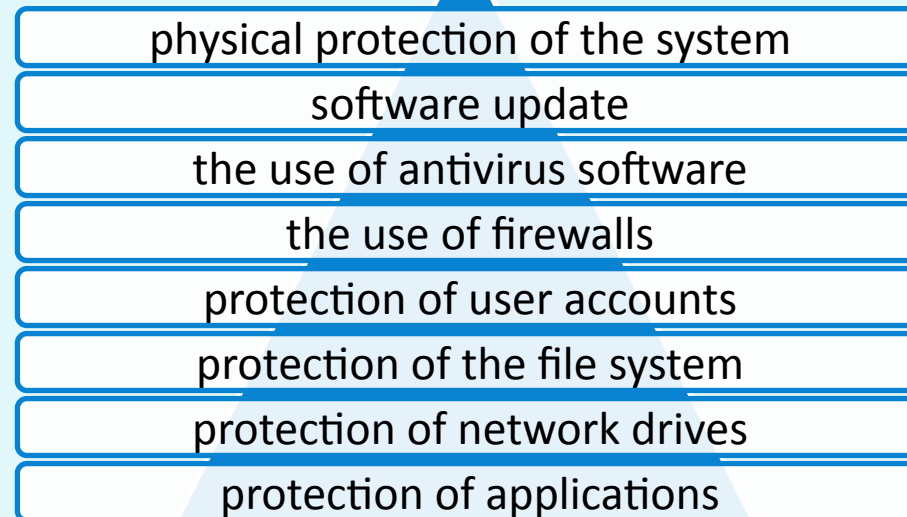 physical protection of the system
software update
the use of antivirus software
the use of firewalls
protection of user accounts
protection of the file system
protection of network drives
protection of applications